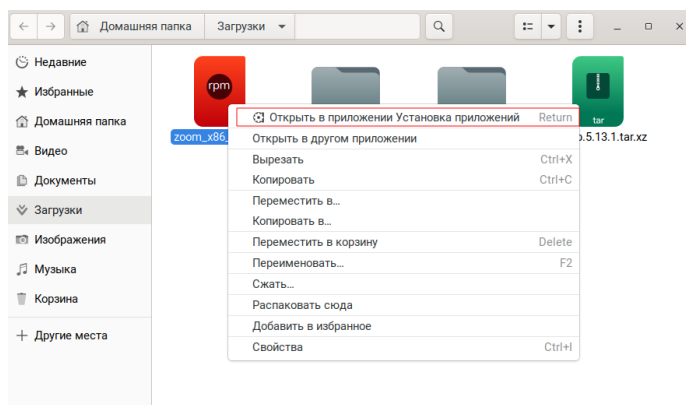 Домашняя папка Загрузки
Недавние
Избранные
Домашняя папка
Видео
Документы
Загрузки
Изображения
Музыка
Корзина
Другие места
rpm
zoom_x86_
tar
.5.13.1.tar.xz
Открыть в приложении Установка приложений Return
Открыть в другом приложении
Вырезать Ctrl+X
Копировать Ctrl+C
Переместить в…
Копировать в…
Переместить в корзину Delete
Переименовать… F2
Сжать…
Распаковать сюда
Добавить в избранное
Свойства Ctrl+I